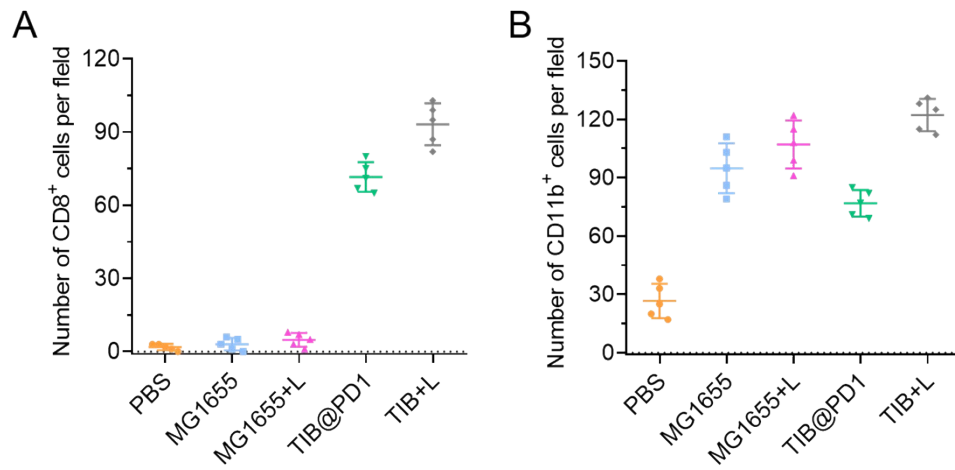 A
Number of CD8⁺ cells per field
120
90
60
30
0
PBS
MG1655
MG1655+L
TIB@PD1
TIB+L
B
Number of CD11b⁺ cells per field
150
120
90
60
30
0
PBS
MG1655
MG1655+L
TIB@PD1
TIB+L